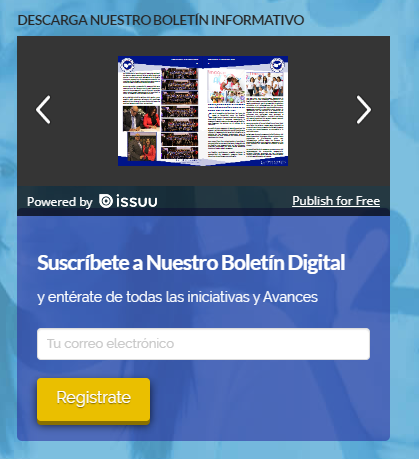 DESCARGA NUESTRO BOLETÍN INFORMATIVO
Powered by issuu
Publish for Free
Suscríbete a Nuestro Boletín Digital
y entérate de todas las iniciativas y Avances
Tu correo electrónico
Registrate